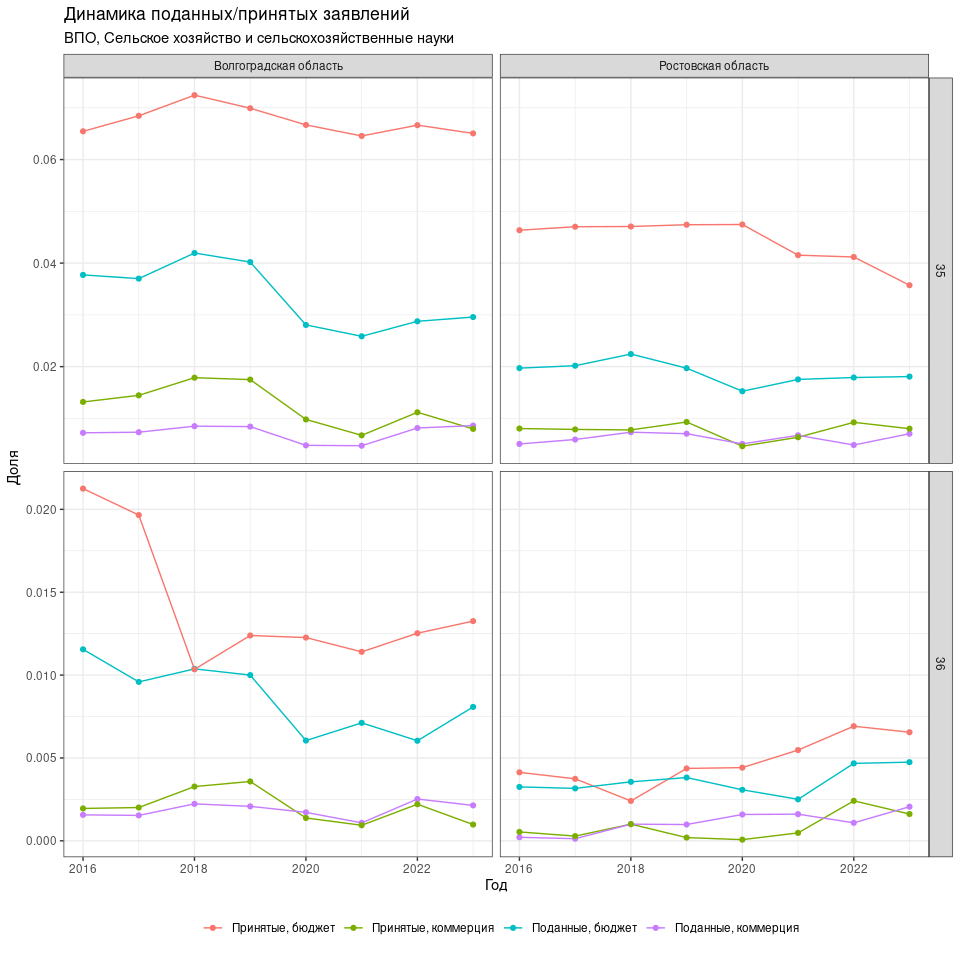 Динамика поданных/принятых заявлений
ВПО, Сельское хозяйство и сельскохозяйственные науки
Волгоградская область
Ростовская область
0.06
0.04
0.02
35
Доля
0.020
0.015
0.010
0.005
0.000
36
2016 2018 2020 2022
2016 2018 2020 2022
Год
Принятые, бюджет Принятые, коммерция Поданные, бюджет Поданные, коммерция